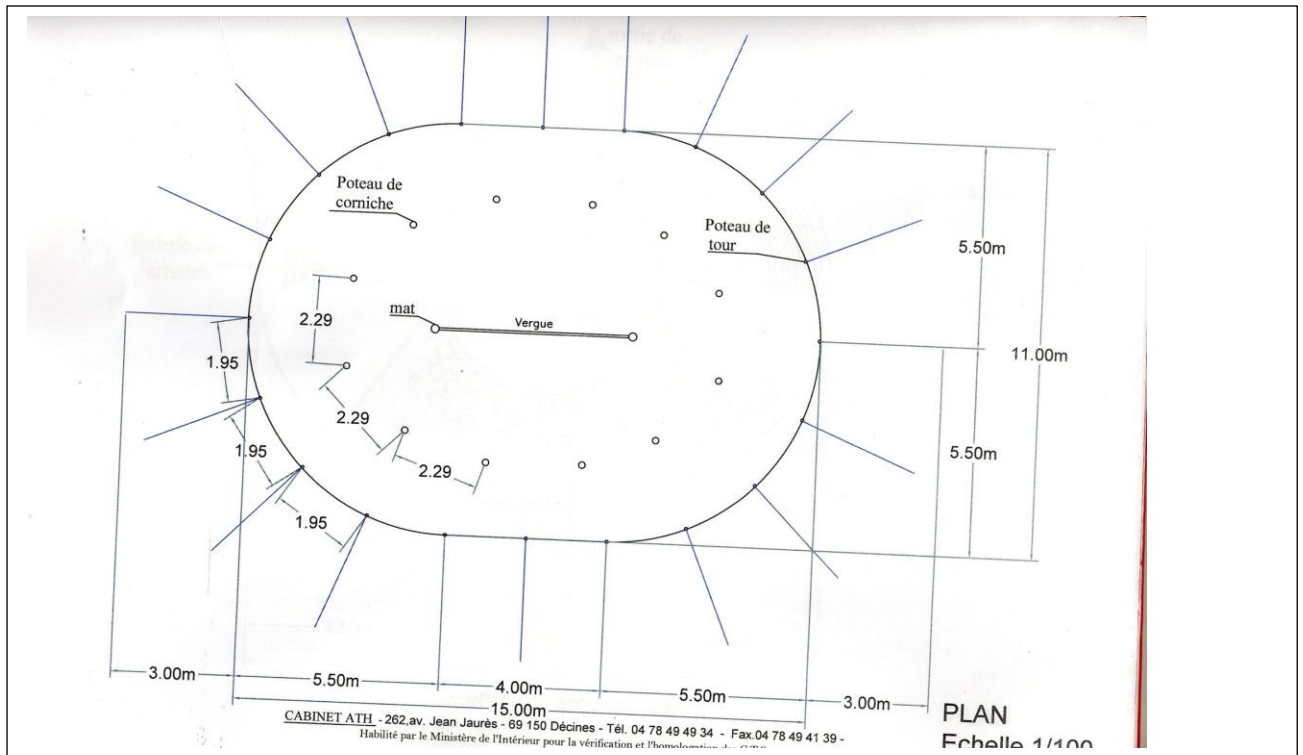 Poteau de
corniche
Poteau de
tour
5.50m
2.29
mat
Vergue
11.00m
1.95
2.29
1.95
2.29
5.50m
1.95
3.00m
5.50m
4.00m
5.50m
3.00m
15.00m
PLAN
CABINET ATH - 262,av. Jean Jaurès - 69 150 Décines - Tél. 04 78 49 49 34 - Fax.04 78 49 41 39 -
Habilité par le Ministère de l'Intérieur pour la vérification et l'homologation des C.T.S
Echelle 1/100